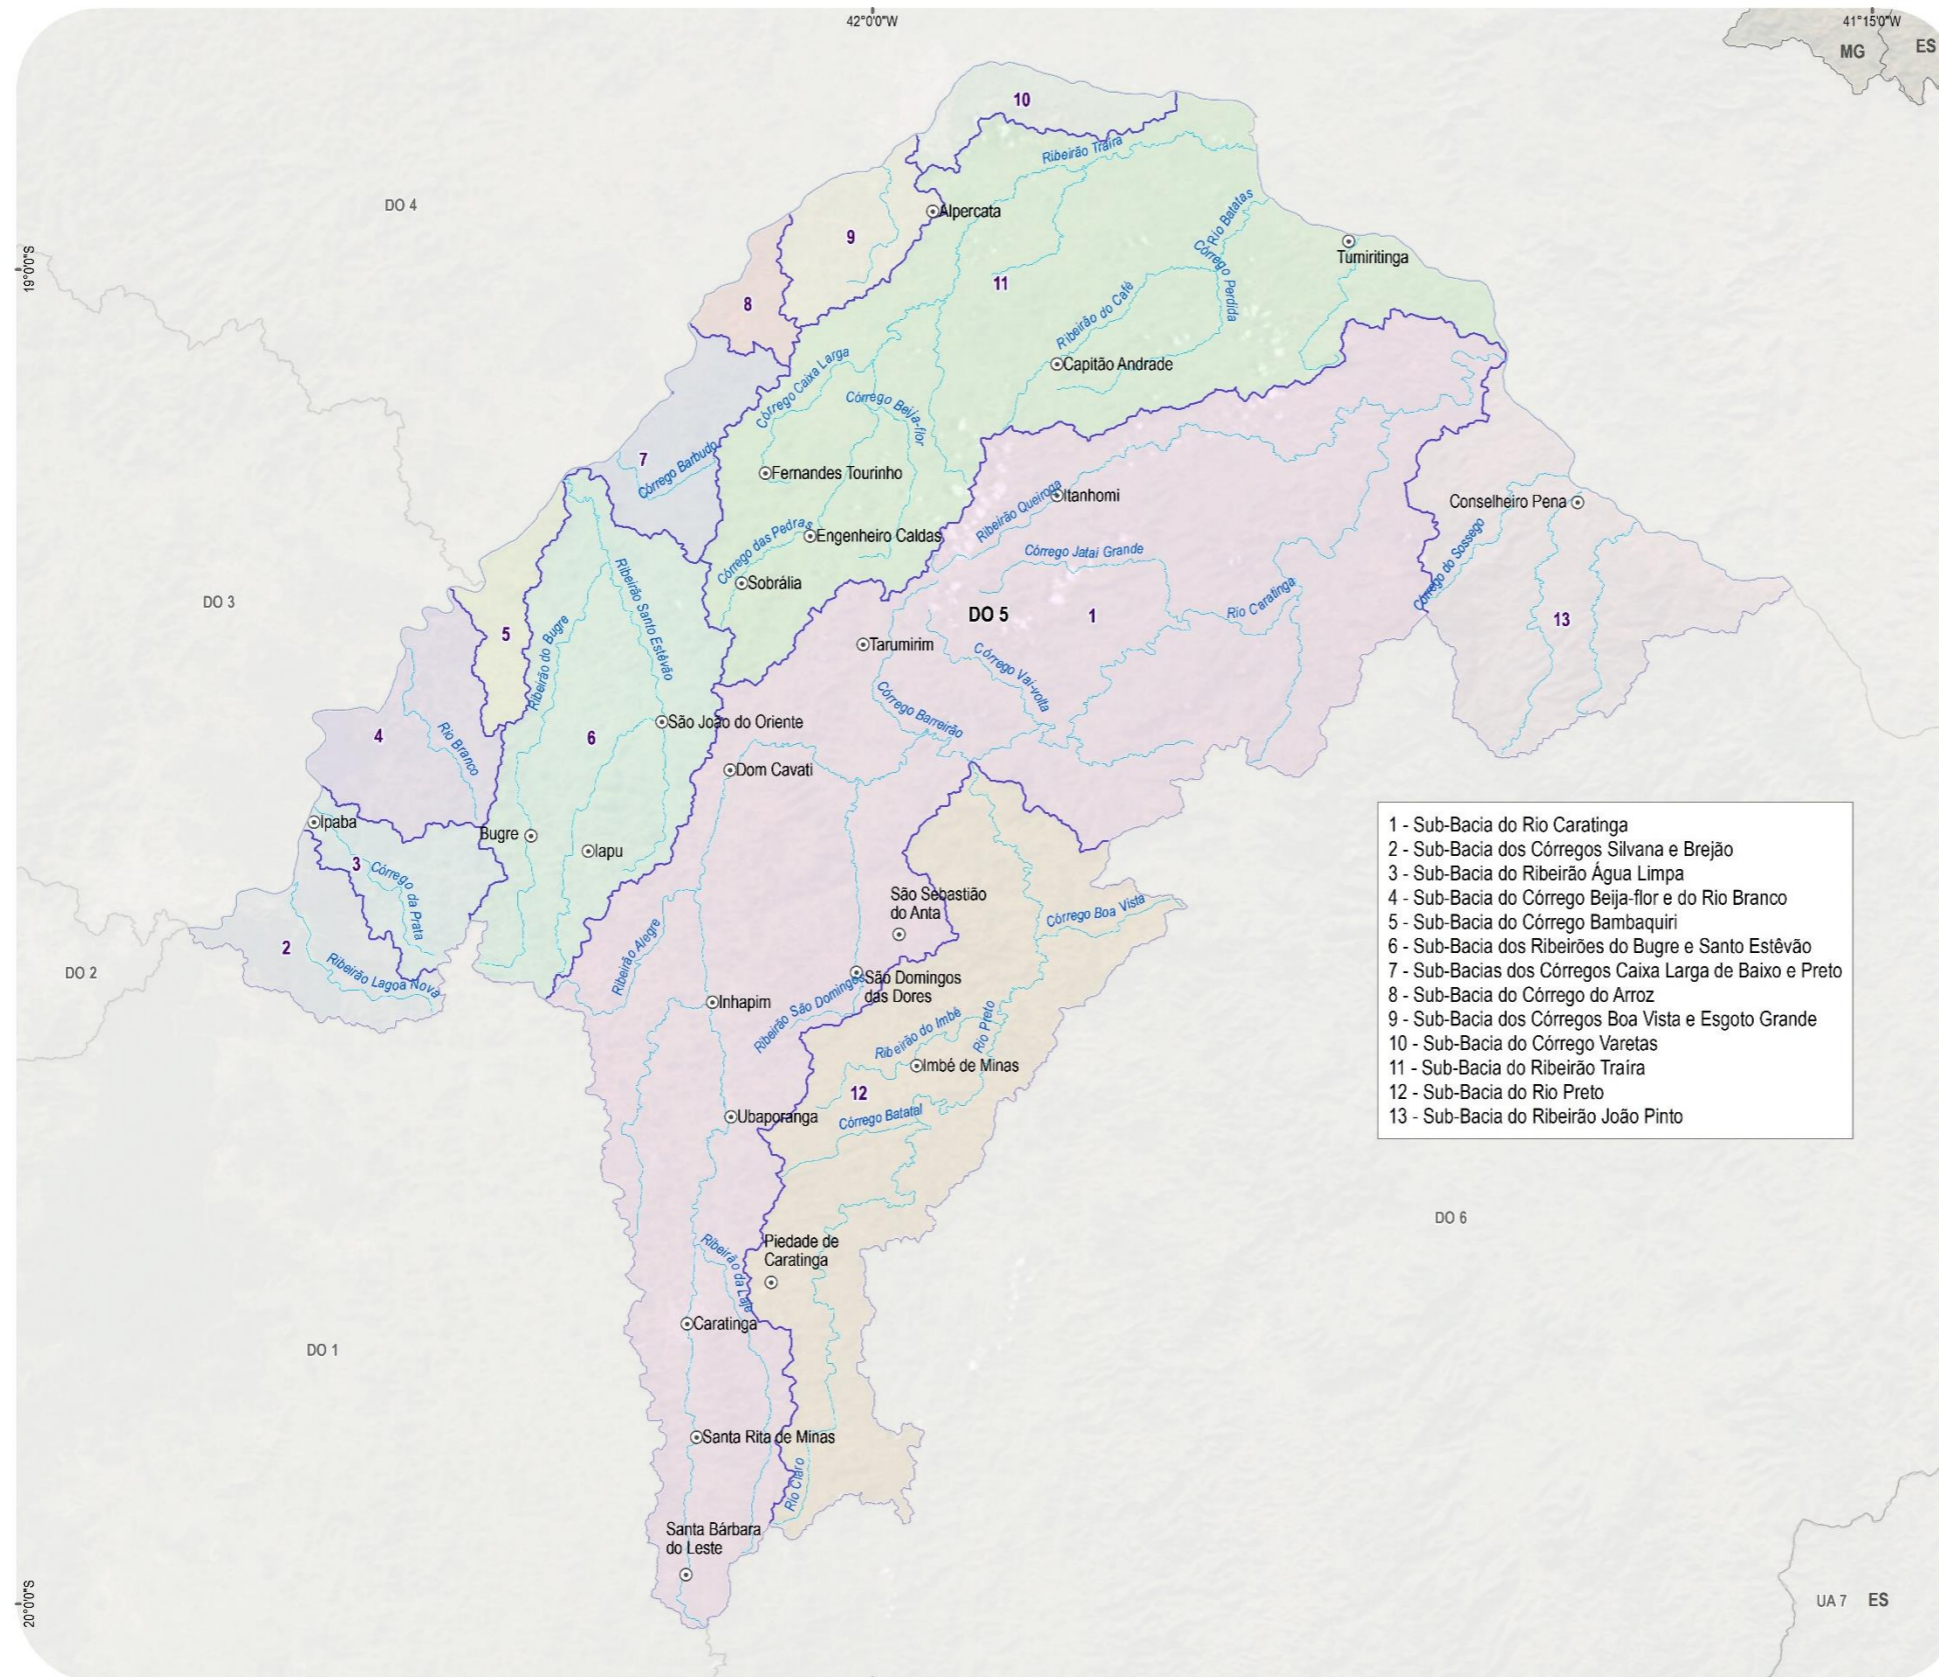 42°0'0"W
41°15'0"W
MG
ES
10
Ribeirão Traíra
DO 4
Alpercata
Rio Batatas
9
Córrego Perdida
Tumiritinga
19°0'0"S
11
8
Ribeirão do Café
Córrego Caixa Larga
Capitão Andrade
Córrego Beija-flor
7
Córrego Barbudo
Fernandes Tourinho
Ribeirão Queiroga
Itanhomi
Conselheiro Pena
Córrego das Pedras
Engenheiro Caldas
Córrego Jataí Grande
Córrego do Sossego
Sobrália
Ribeirão Santo Estêvão
DO 3
DO 5
1
Rio Caratinga
13
5
Ribeirão do Bugre
Tarumirim
Córrego Vai-volta
Córrego Barreirão
4
Rio Branco
6
São João do Oriente
Dom Cavati
Ipaba
Bugre
Iapu
3
Córrego da Prata
São Sebastião
do Anta
Córrego Boa Vista
2
Ribeirão Lagoa Nova
DO 2
Ribeirão Alegre
São Domingos
das Dores
Inhapim
Ribeirão São Domingos
Ribeirão do Imbé
Rio Preto
Imbé de Minas
12
Ubaporanga
Córrego Batatal
1 - Sub-Bacia do Rio Caratinga
2 - Sub-Bacia dos Córregos Silvana e Brejão
3 - Sub-Bacia do Ribeirão Água Limpa
4 - Sub-Bacia do Córrego Beija-flor e do Rio Branco
5 - Sub-Bacia do Córrego Bambaquiri
6 - Sub-Bacia dos Ribeirões do Bugre e Santo Estêvão
7 - Sub-Bacias dos Córregos Caixa Larga de Baixo e Preto
8 - Sub-Bacia do Córrego do Arroz
9 - Sub-Bacia dos Córregos Boa Vista e Esgoto Grande
10 - Sub-Bacia do Córrego Varetas
11 - Sub-Bacia do Ribeirão Traíra
12 - Sub-Bacia do Rio Preto
13 - Sub-Bacia do Ribeirão João Pinto
DO 6
Ribeirão da Laje
Piedade de
Caratinga
Caratinga
DO 1
Santa Rita de Minas
Rio Claro
Santa Bárbara
do Leste
20°0'0"S
UA 7
ES